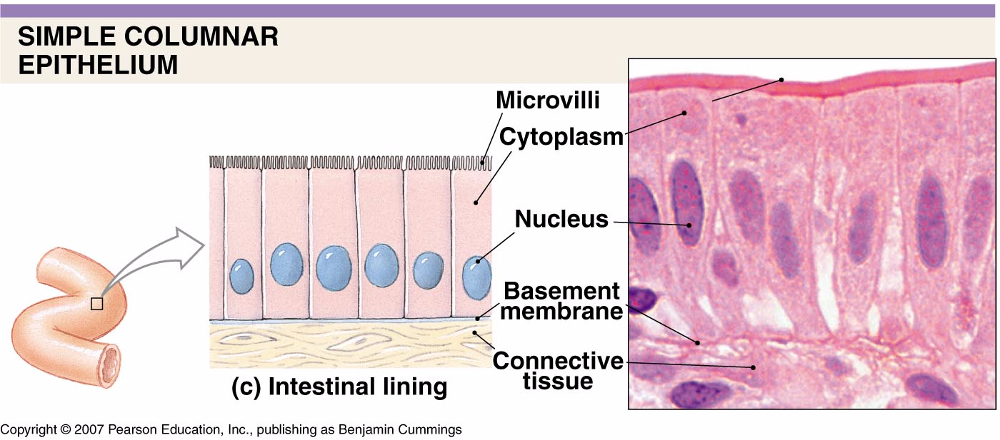 SIMPLE COLUMNAR
EPITHELIUM
Microvilli
Cytoplasm
Nucleus
Basement
membrane
Connective
tissue
(c) Intestinal lining
Copyright © 2007 Pearson Education, Inc., publishing as Benjamin Cummings